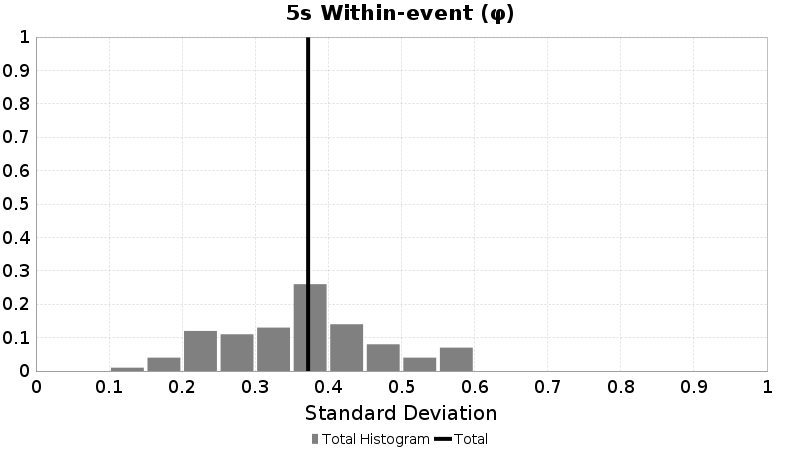 5s Within-event (φ)
1
0.9
0.8
0.7
0.6
0.5
0.4
0.3
0.2
0.1
0
0 0.1 0.2 0.3 0.4 0.5 0.6 0.7 0.8 0.9 1
Standard Deviation
Total Histogram Total